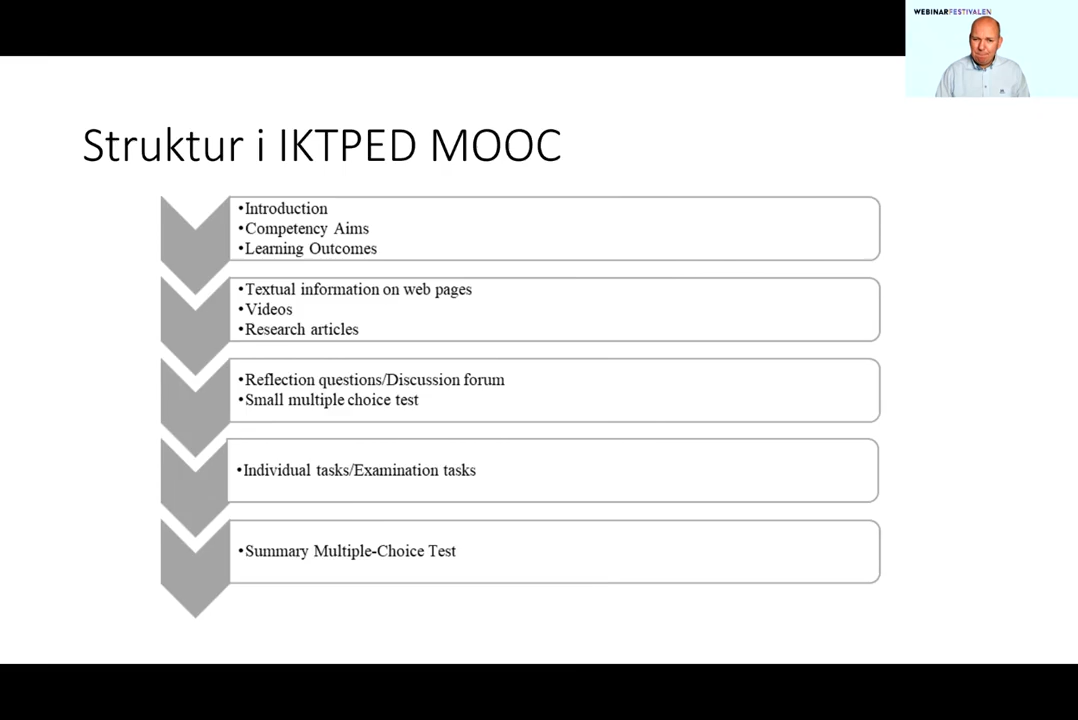 WEBINARFESTIVALEN
Struktur i IKTPED MOOC
•Introduction
•Competency Aims
•Learning Outcomes
•Textual information on web pages
•Videos
•Research articles
•Reflection questions/Discussion forum
•Small multiple choice test
•Individual tasks/Examination tasks
•Summary Multiple-Choice Test